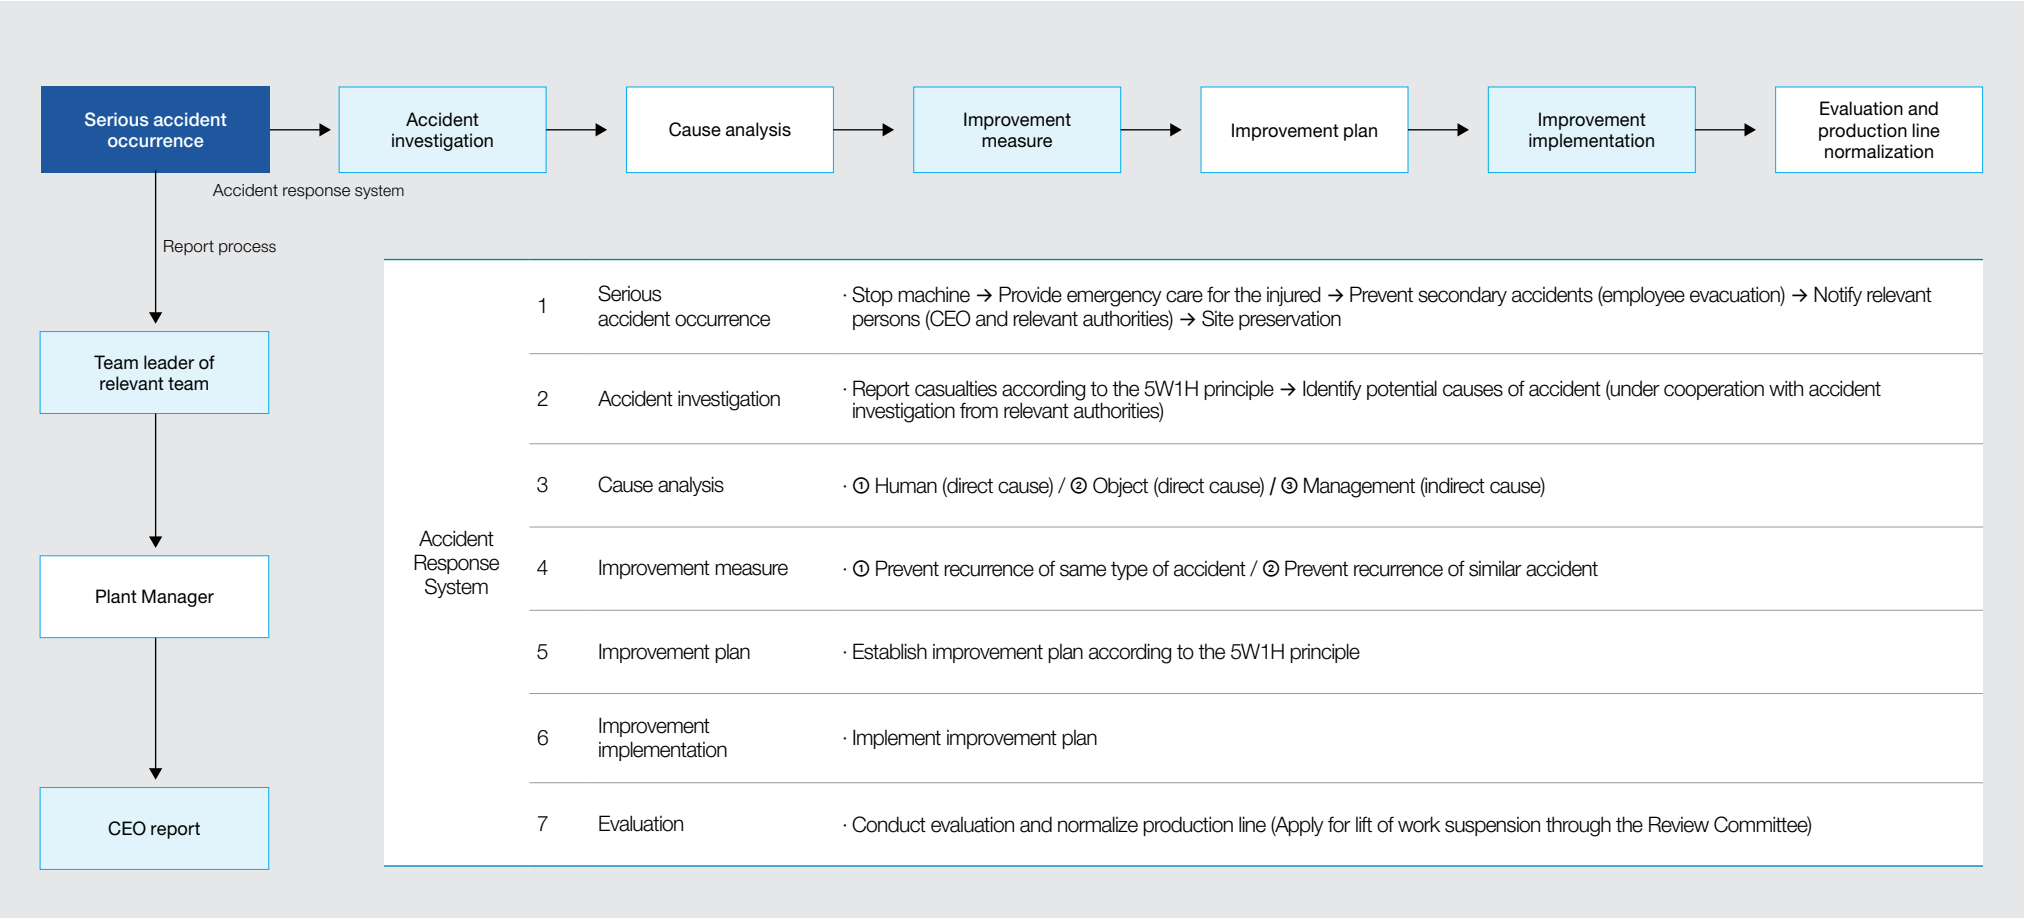 Serious accident
occurrence
Accident
investigation
Cause analysis
Improvement
measure
Improvement plan
Improvement
implementation
Evaluation and
production line
normalization
Accident response system
Report process
Team leader of
relevant team
Plant Manager
CEO report
Accident
Response
System
1
Serious
accident occurrence
· Stop machine → Provide emergency care for the injured → Prevent secondary accidents (employee evacuation) → Notify relevant
persons (CEO and relevant authorities) → Site preservation
2
Accident investigation
· Report casualties according to the 5W1H principle → Identify potential causes of accident (under cooperation with accident
investigation from relevant authorities)
3
Cause analysis
· ① Human (direct cause) / ② Object (direct cause) / ③ Management (indirect cause)
4
Improvement measure
· ① Prevent recurrence of same type of accident / ② Prevent recurrence of similar accident
5
Improvement plan
· Establish improvement plan according to the 5W1H principle
6
Improvement
implementation
· Implement improvement plan
7
Evaluation
· Conduct evaluation and normalize production line (Apply for lift of work suspension through the Review Committee)